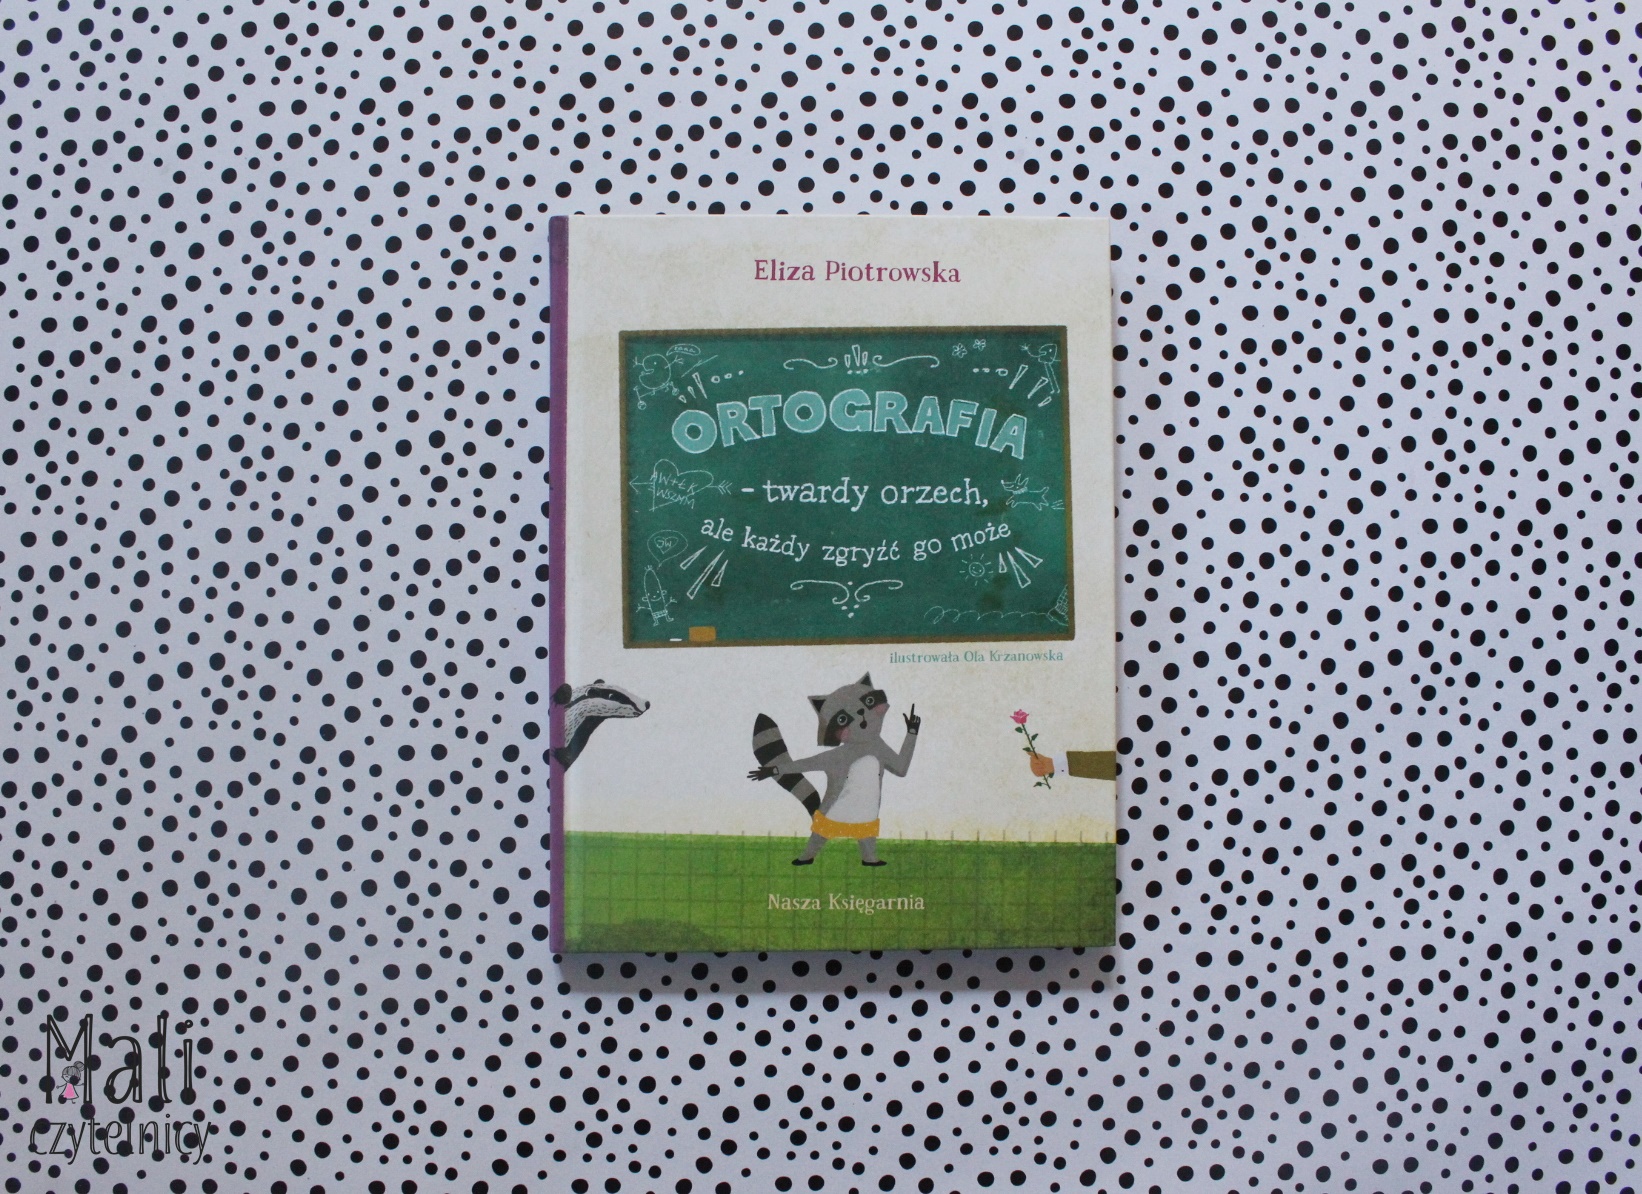 Eliza Piotrowska
ORTOGRAFIA
- twardy orzech,
ale każdy zgryźć go może
ilustrowała Ola Krzanowska
Nasza Księgarnia
Mali
czytelnicy